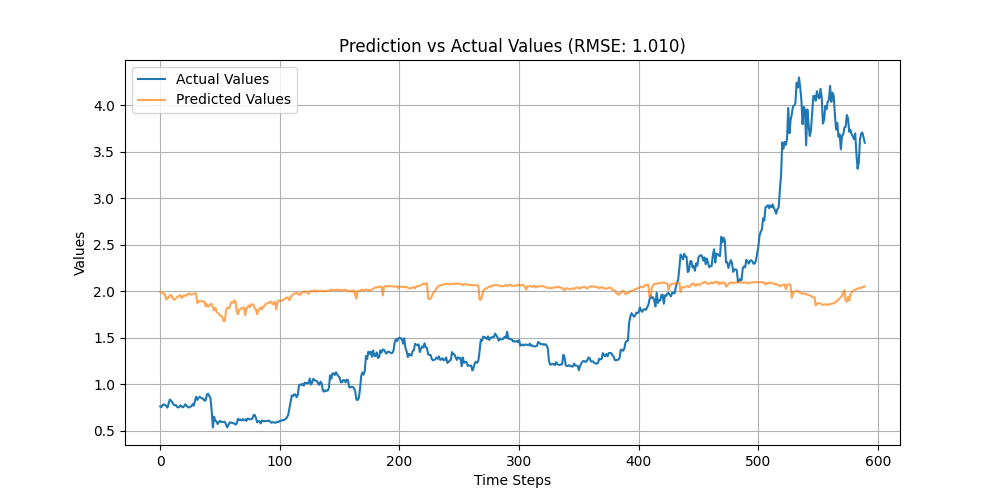 Prediction vs Actual Values (RMSE: 1.010)
Actual Values
Predicted Values
Values
4.0
3.5
3.0
2.5
2.0
1.5
1.0
0.5
0 100 200 300 400 500 600
Time Steps